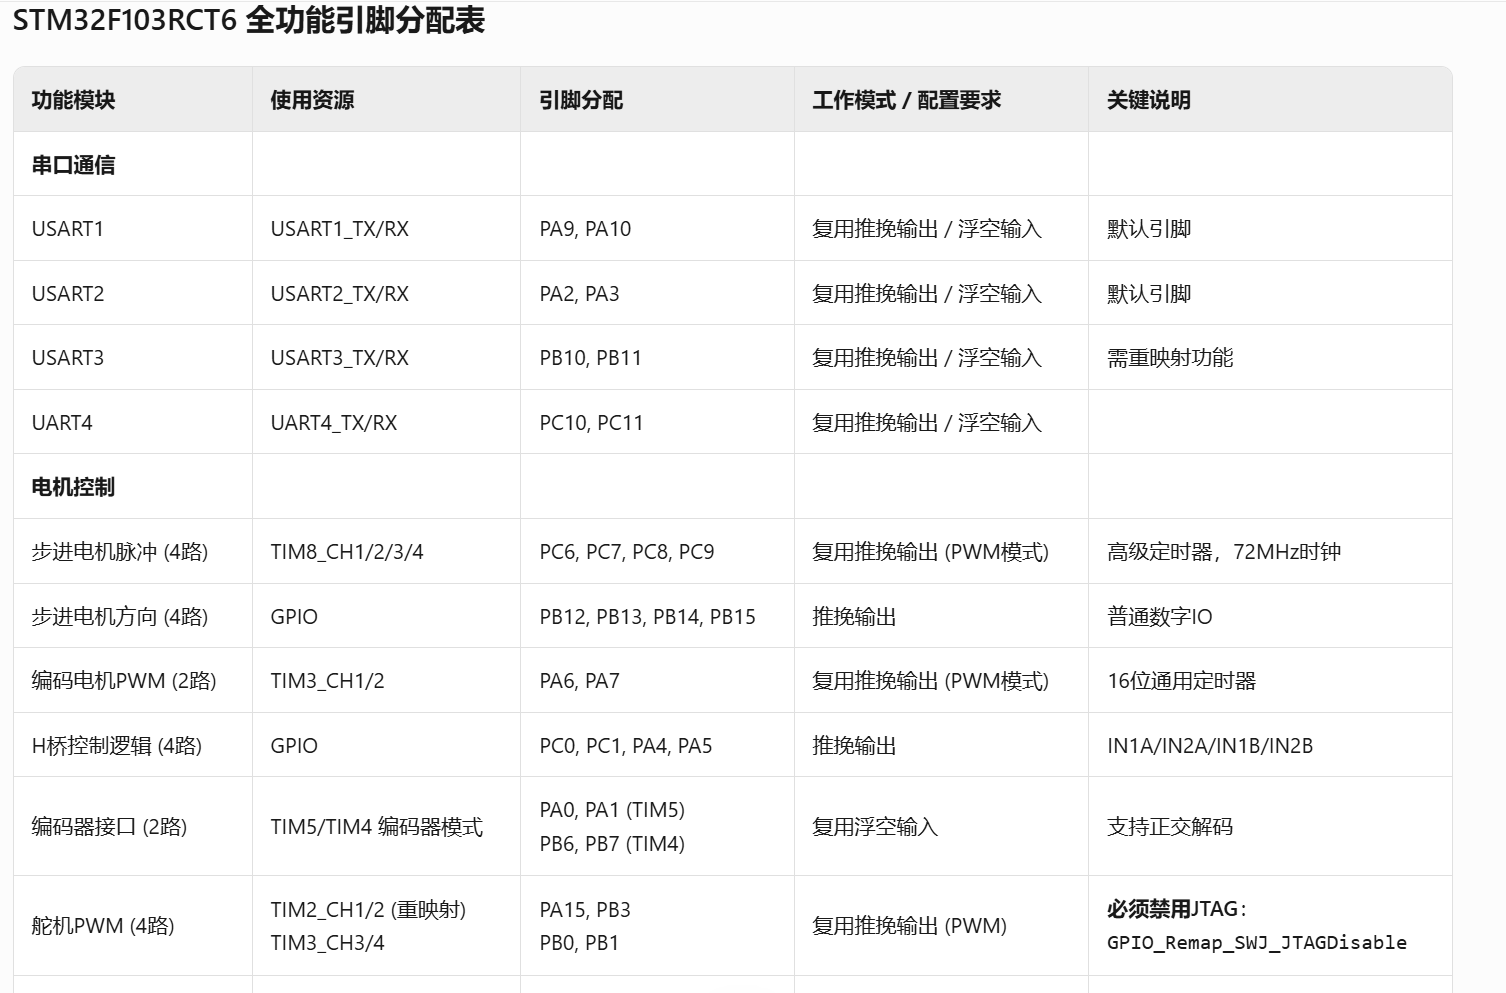 STM32F103RCT6 全功能引脚分配表
功能模块 使用资源 引脚分配 工作模式 / 配置要求 关键说明
串口通信
USART1 USART1_TX/RX PA9, PA10 复用推挽输出 / 浮空输入 默认引脚
USART2 USART2_TX/RX PA2, PA3 复用推挽输出 / 浮空输入 默认引脚
USART3 USART3_TX/RX PB10, PB11 复用推挽输出 / 浮空输入 需重映射功能
UART4 UART4_TX/RX PC10, PC11 复用推挽输出 / 浮空输入
电机控制
步进电机脉冲 (4路) TIM8_CH1/2/3/4 PC6, PC7, PC8, PC9 复用推挽输出 (PWM模式) 高级定时器，72MHz时钟
步进电机方向 (4路) GPIO PB12, PB13, PB14, PB15 推挽输出 普通数字IO
编码电机PWM (2路) TIM3_CH1/2 PA6, PA7 复用推挽输出 (PWM模式) 16位通用定时器
H桥控制逻辑 (4路) GPIO PC0, PC1, PA4, PA5 推挽输出 IN1A/IN2A/IN1B/IN2B
编码器接口 (2路) TIM5/TIM4 编码器模式 PA0, PA1 (TIM5)
PB6, PB7 (TIM4) 复用浮空输入 支持正交解码
舵机PWM (4路) TIM2_CH1/2 (重映射)
TIM3_CH3/4 PA15, PB3
PB0, PB1 复用推挽输出 (PWM) 必须禁用JTAG：
GPIO_Remap_SWJ_JTAGDisable